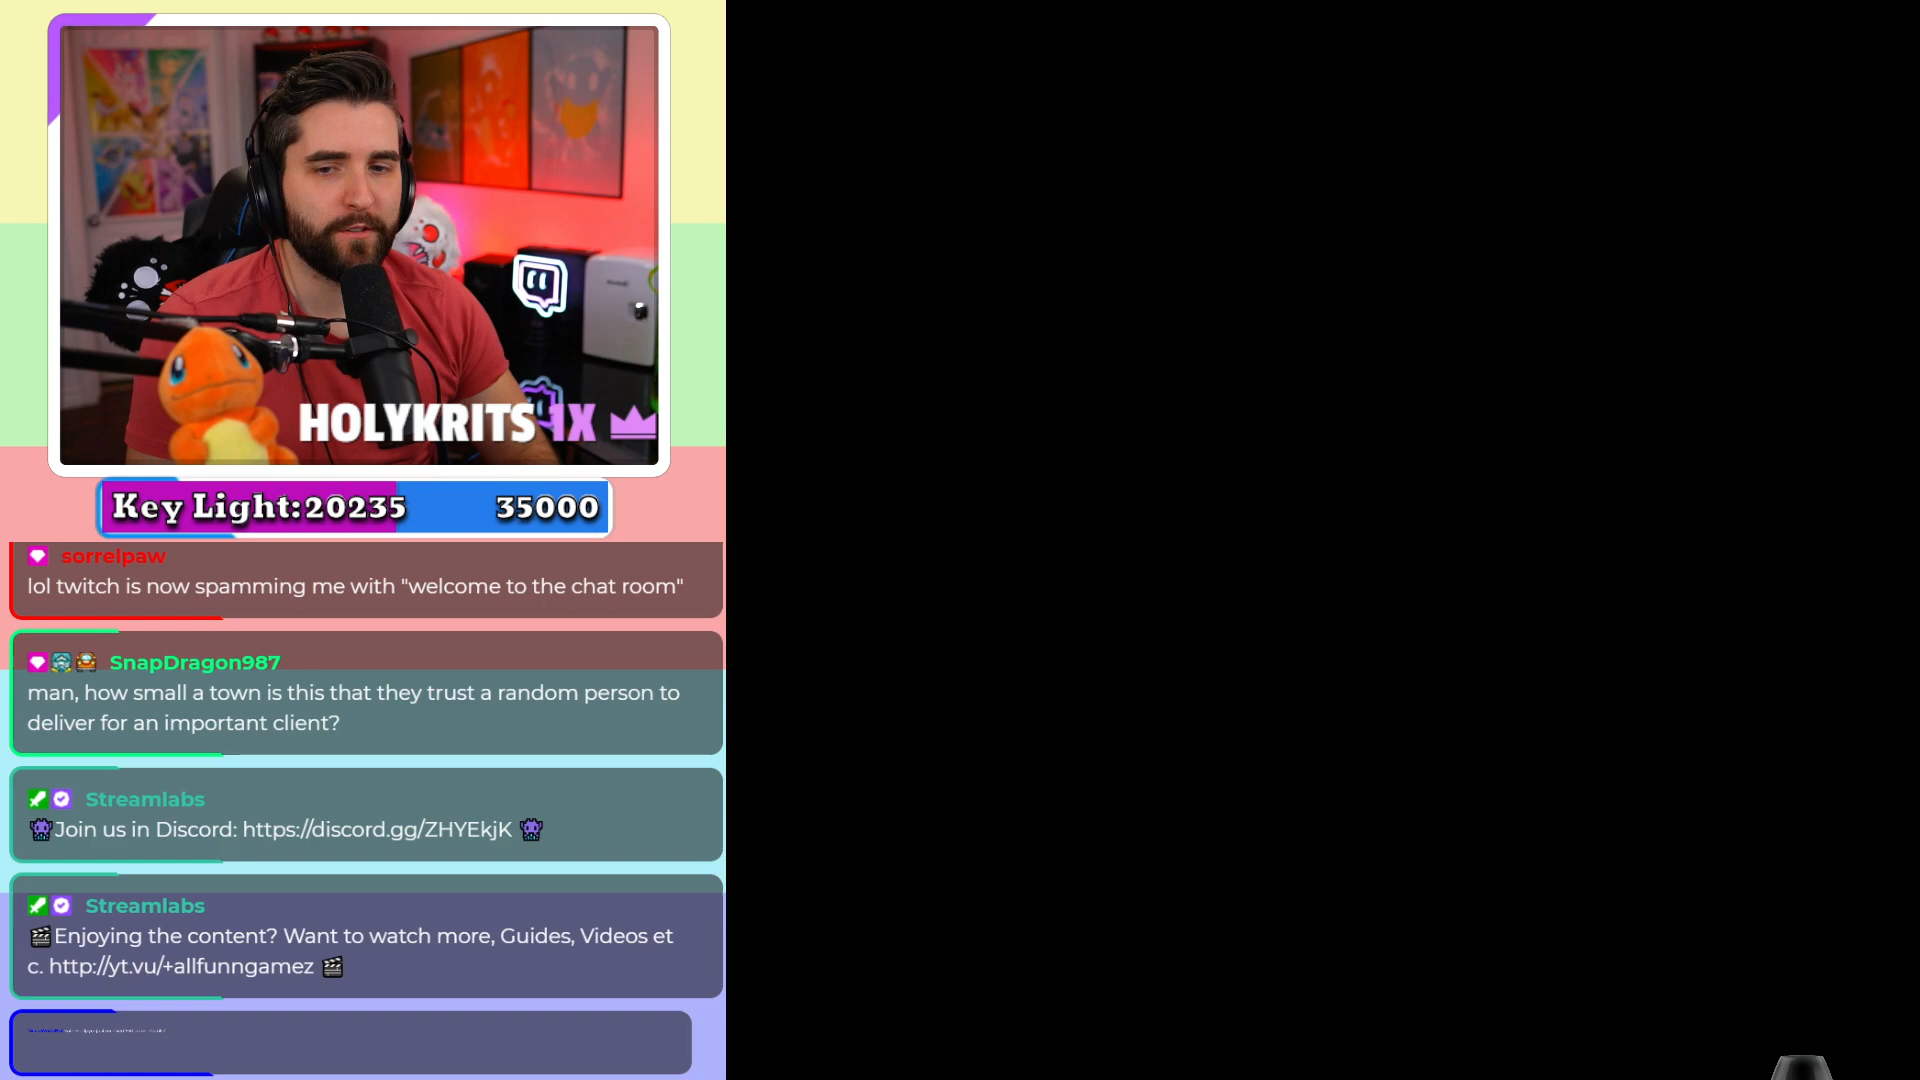 HOLYKRITS 1X
Key Light:20235 35000
sorrelpaw
lol twitch is now spamming me with "welcome to the chat room"
SnapDragon987
man, how small a town is this that they trust a random person to
deliver for an important client?
Streamlabs
Join us in Discord: https://discord.gg/ZHYEkjK
Streamlabs
Enjoying the content? Want to watch more, Guides, Videos et
c. http://yt.vu/+allfunngamez